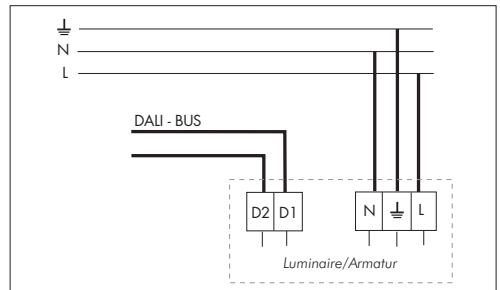 N
L
DALI - BUS
D2 D1
N L
Luminaire/Armatur